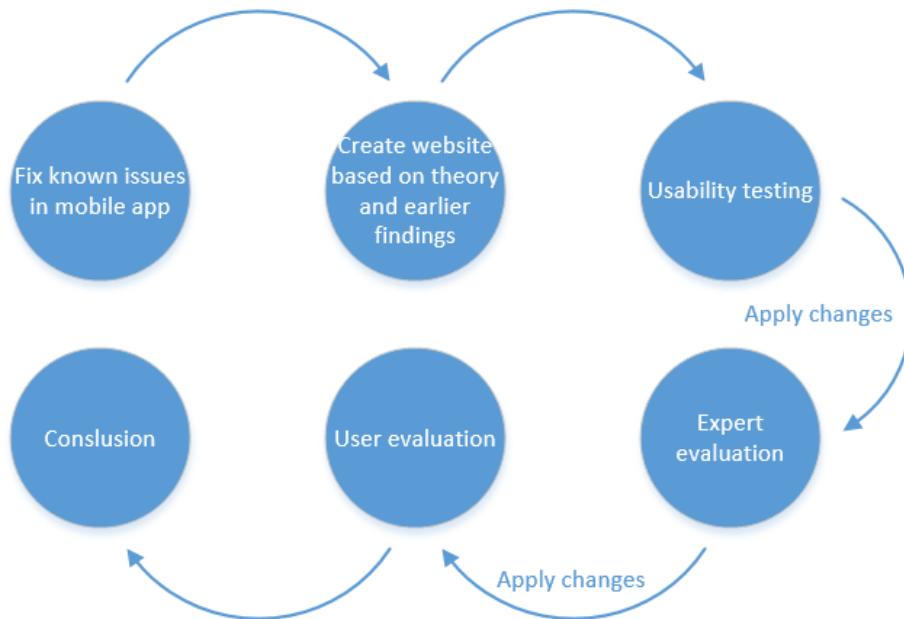 Fix known issues
in mobile app
Create website
based on theory
and earlier
findings
Usability testing
Apply changes
Expert
evaluation
Apply changes
User evaluation
Conslusion